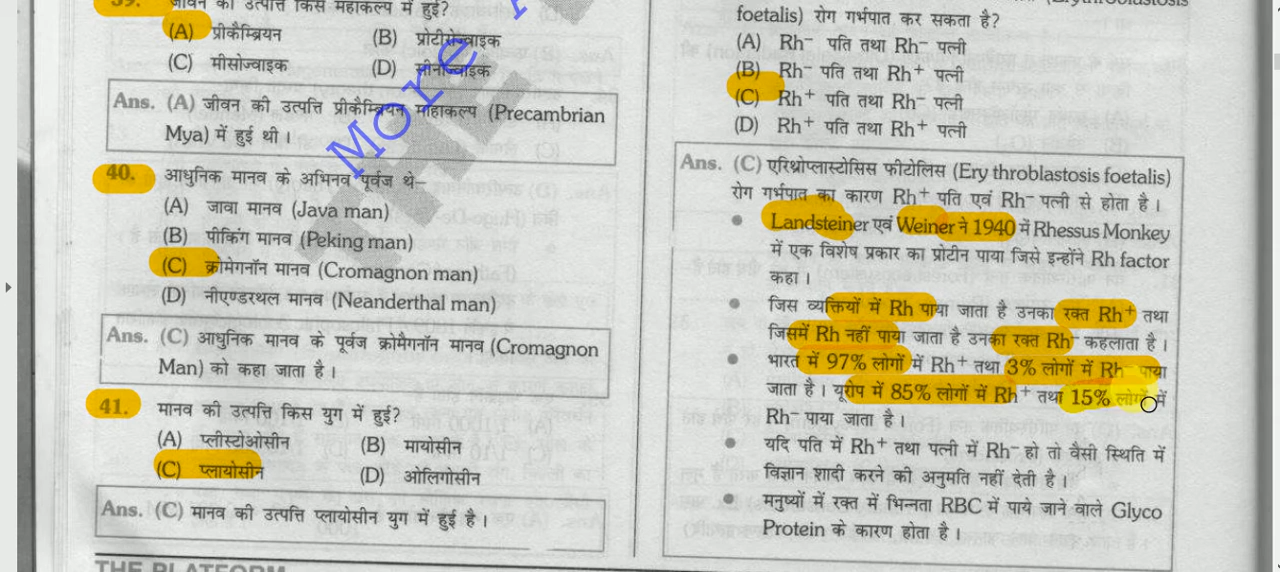 39. जीवन की उत्पत्ति किस महाकल्प में हुई?
(A) प्रीकैम्ब्रियन (B) प्रोटीरोज्वाइक
(C) मीसोज्वाइक (D) सीनोज्वाइक
Ans. (A) जीवन की उत्पत्ति प्रीकैम्ब्रियन माहाकल्प (Precambrian
Mya) में हुई थी।
40. आधुनिक मानव के अभिनव पूर्वज थे–
(A) जावा मानव (Java man)
(B) पीकिंग मानव (Peking man)
(C) क्रोमेगनॉन मानव (Cromagnon man)
(D) नीएण्डरथल मानव (Neanderthal man)
Ans. (C) आधुनिक मानव के पूर्वज क्रोमैगनॉन मानव (Cromagnon
Man) को कहा जाता है।
41. मानव की उत्पत्ति किस युग में हुई?
(A) प्लीस्टोओसीन (B) मायोसीन
(C) प्लायोसीन (D) ओलिगोसीन
Ans. (C) मानव की उत्पत्ति प्लायोसीन युग में हुई है।
THE PLATFORM
More
(Erythroblastosis
foetalis) रोग गर्भपात कर सकता है?
(A) Rh⁻ पति तथा Rh⁻ पत्नी
(B) Rh⁻ पति तथा Rh⁺ पत्नी
(C) Rh⁺ पति तथा Rh⁻ पत्नी
(D) Rh⁺ पति तथा Rh⁺ पत्नी
Ans. (C) एरिथ्रोप्लास्टोसिस फीटोलिस (Ery throblastosis foetalis)
रोग गर्भपात का कारण Rh⁺ पति एवं Rh⁻ पत्नी से होता है।
● Landsteiner एवं Weiner ने 1940 में Rhessus Monkey
में एक विशेष प्रकार का प्रोटीन पाया जिसे इन्होंने Rh factor
कहा।
● जिस व्यक्तियों में Rh पाया जाता है उनका रक्त Rh⁺ तथा
जिसमें Rh नहीं पाया जाता है उनका रक्त Rh⁻ कहलाता है।
● भारत में 97% लोगों में Rh⁺ तथा 3% लोगों में Rh⁻ पाया
जाता है। यूरोप में 85% लोगों में Rh⁺ तथा 15% लोगों में
Rh⁻ पाया जाता है।
● यदि पति में Rh⁺ तथा पत्नी में Rh⁻ हो तो वैसी स्थिति में
विज्ञान शादी करने की अनुमति नहीं देती है।
● मनुष्यों में रक्त में भिन्नता RBC में पाये जाने वाले Glyco
Protein के कारण होता है।